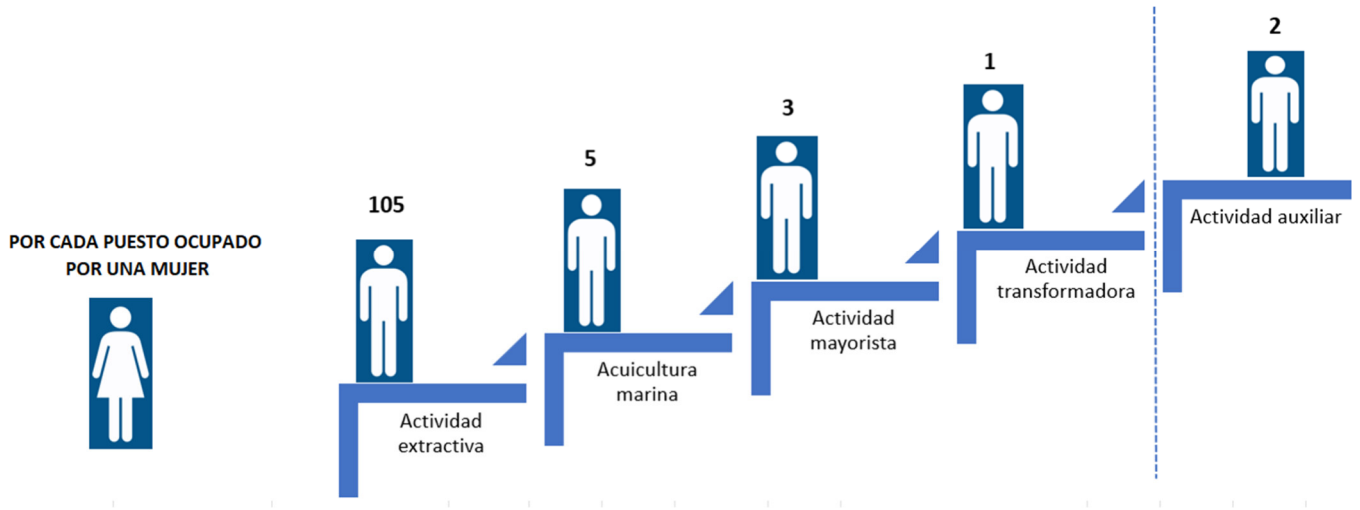 POR CADA PUESTO OCUPADO
POR UNA MUJER
105
Actividad
extractiva
5
Acuicultura
marina
3
Actividad
mayorista
1
Actividad
transformadora
2
Actividad auxiliar